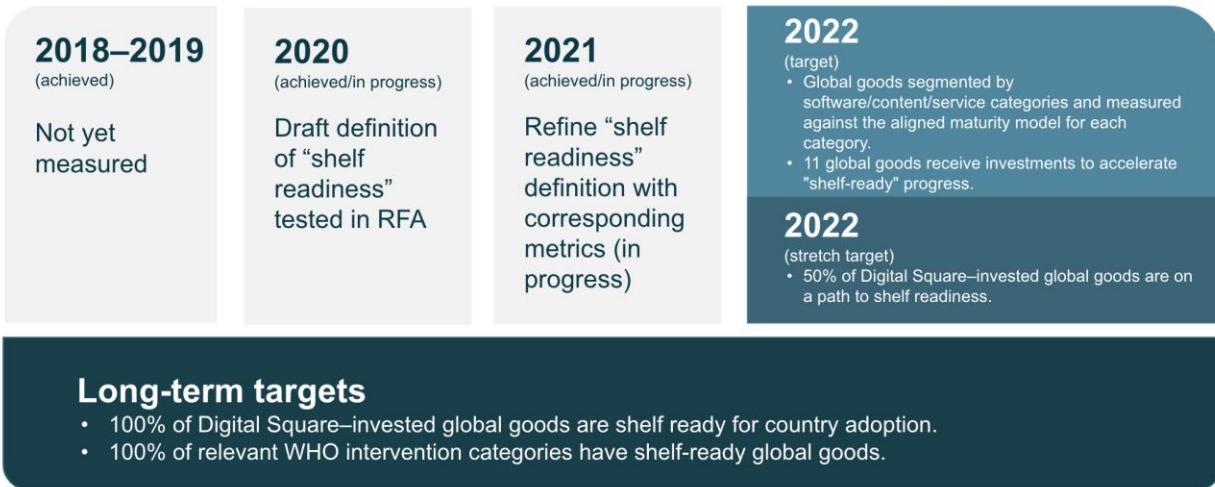 2018–2019
(achieved)
Not yet
measured
2020
(achieved/in progress)
Draft definition
of “shelf
readiness”
tested in RFA
2021
(achieved/in progress)
Refine “shelf
readiness”
definition with
corresponding
metrics (in
progress)
2022
(target)
• Global goods segmented by
software/content/service categories and measured
against the aligned maturity model for each
category.
• 11 global goods receive investments to accelerate
"shelf-ready" progress.
2022
(stretch target)
• 50% of Digital Square–invested global goods are on
a path to shelf readiness.
Long-term targets
• 100% of Digital Square–invested global goods are shelf ready for country adoption.
• 100% of relevant WHO intervention categories have shelf-ready global goods.